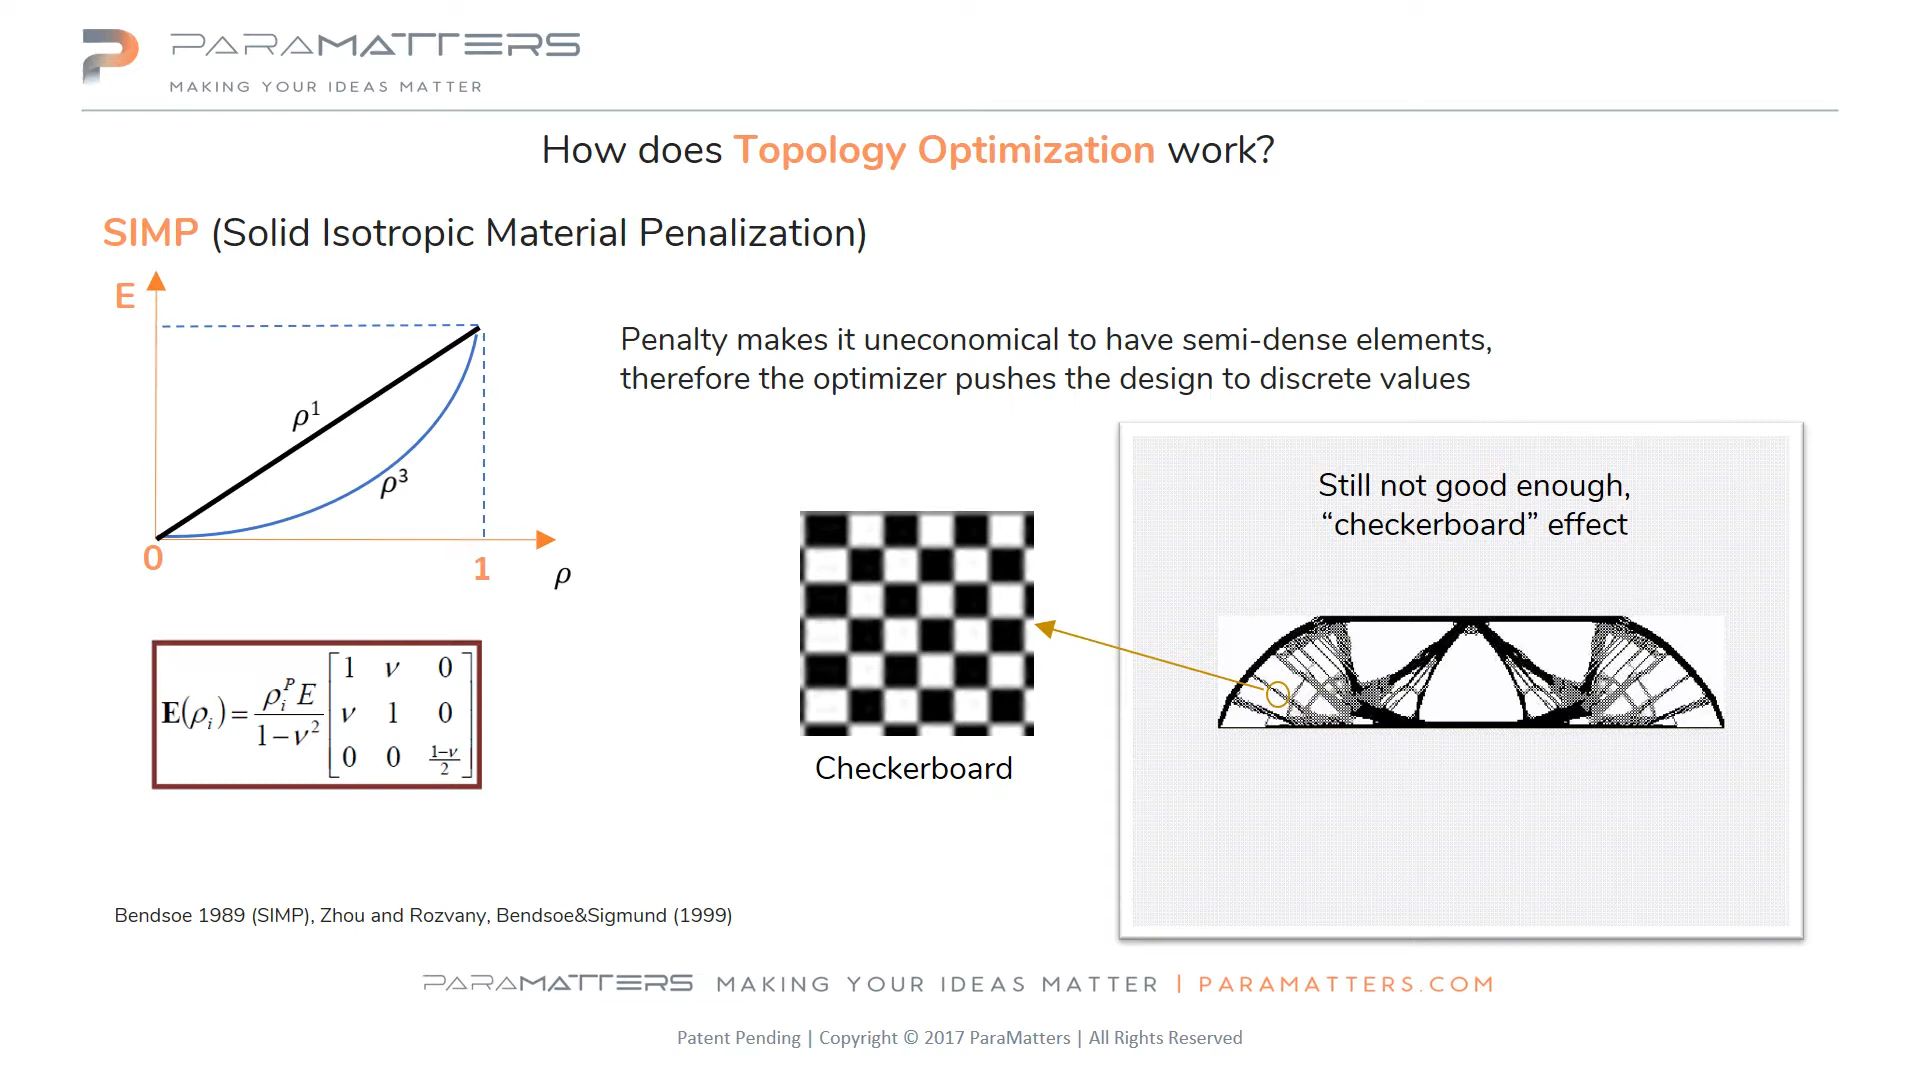 PARAMATTERS
MAKING YOUR IDEAS MATTER
How does Topology Optimization work?
SIMP (Solid Isotropic Material Penalization)
E
ρ¹
ρ³
0
1
ρ
Penalty makes it uneconomical to have semi-dense elements,
therefore the optimizer pushes the design to discrete values
Still not good enough,
“checkerboard” effect
Checkerboard
E(ρᵢ) = ρᵢᴾE / 1−ν² [1 ν 0
ν 1 0
0 0 1−ν/2]
Bendsoe 1989 (SIMP), Zhou and Rozvany, Bendsoe&Sigmund (1999)
PARAMATTERS MAKING YOUR IDEAS MATTER | PARAMATTERS.COM
Patent Pending | Copyright © 2017 ParaMatters | All Rights Reserved